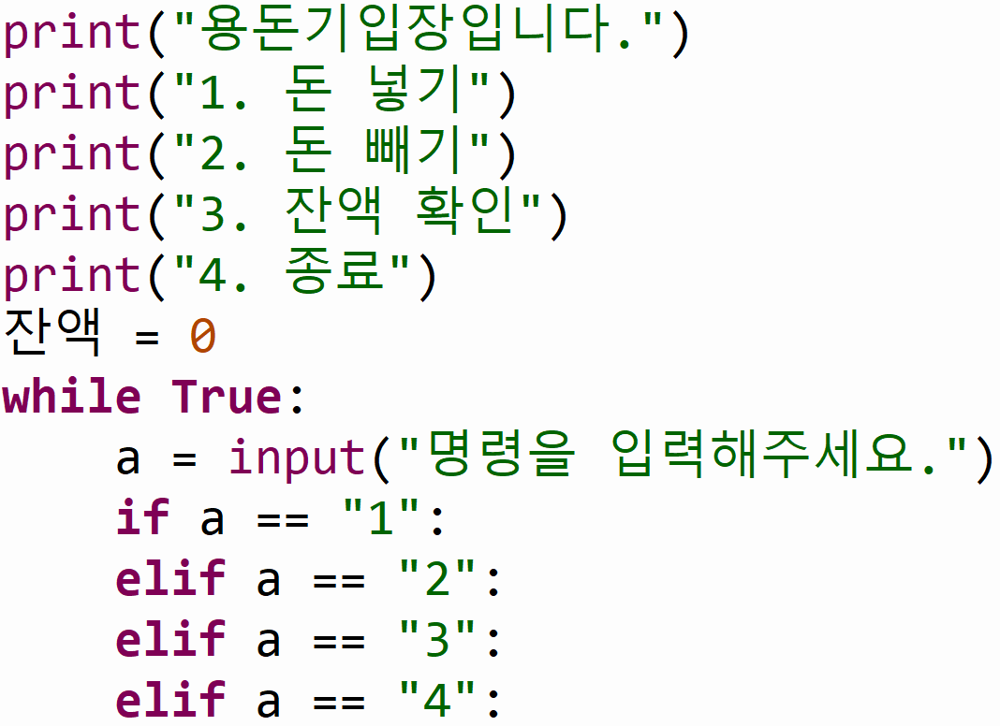 print("용돈기입장입니다.")
print("1. 돈 넣기")
print("2. 돈 빼기")
print("3. 잔액 확인")
print("4. 종료")
잔액 = 0
while True:
    a = input("명령을 입력해주세요.")
    if a == "1":
    elif a == "2":
    elif a == "3":
    elif a == "4":